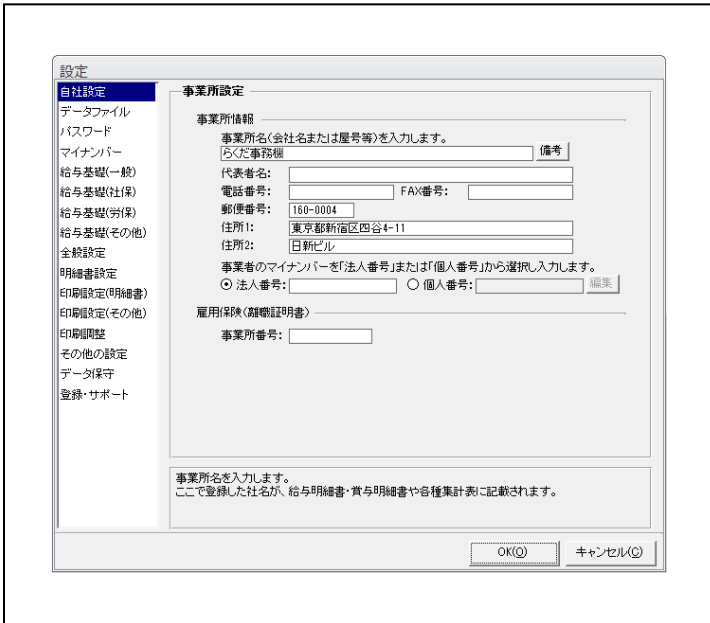 設定
自社設定
データファイル
パスワード
マイナンバー
給与基礎(一般)
給与基礎(社保)
給与基礎(労保)
給与基礎(その他)
全般設定
明細書設定
印刷設定(明細書)
印刷設定(その他)
印刷調整
その他の設定
データ保守
登録・サポート
事業所設定
事業所情報
事業所名(会社名または屋号等)を入力します。
らくだ事務機 備考
代表者名:
電話番号: FAX番号:
郵便番号: 160-0004
住所1: 東京都新宿区四谷4-11
住所2: 日新ビル
事業者のマイナンバーを「法人番号」または「個人番号」から選択し入力します。
法人番号: 個人番号: 編集
雇用保険(離職証明書)
事業所番号:
事業所名を入力します。
ここで登録した社名が、給与明細書・賞与明細書や各種集計表に記載されます。
OK(O) キャンセル(C)